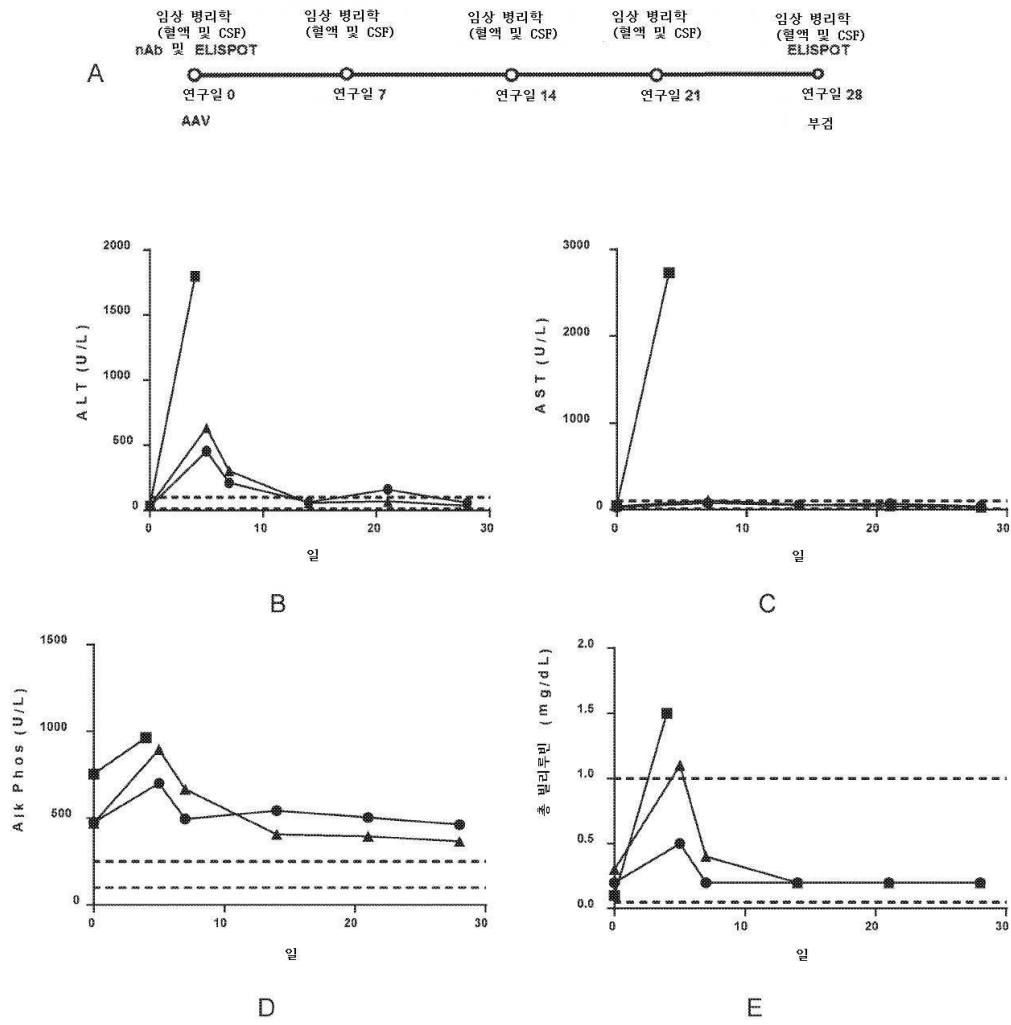 임상 병리학
(혈액 및 CSF)
nAb 및 ELISPOT
임상 병리학
(혈액 및 CSF)
임상 병리학
(혈액 및 CSF)
임상 병리학
(혈액 및 CSF)
임상 병리학
(혈액 및 CSF)
ELISPOT
A
연구일 0
연구일 7
연구일 14
연구일 21
연구일 28
AAV
부검
ALT (U/L)
2000
1500
1000
500
0
0
10
20
30
일
B
AST (U/L)
3000
2000
1000
0
0
10
20
30
일
C
Alk Phos (U/L)
1500
1000
500
0
0
10
20
30
일
D
총 빌리루빈 (mg/dL)
2.0
1.5
1.0
0.5
0.0
0
10
20
30
일
E